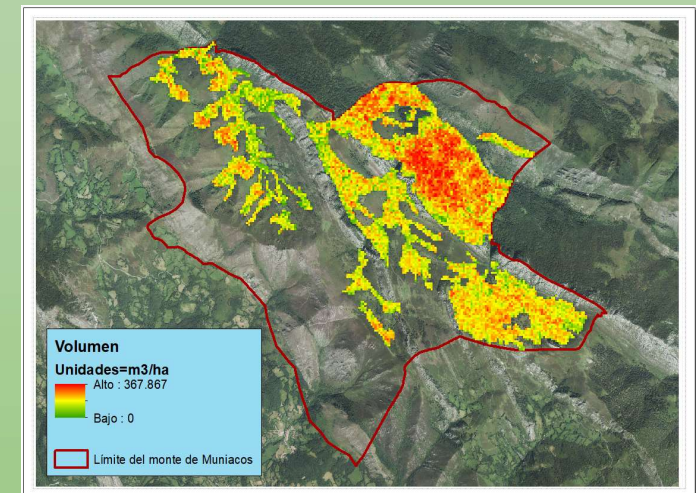 Volumen
Unidades=m3/ha
Alto : 367.867
Bajo : 0
Límite del monte de Muniacos